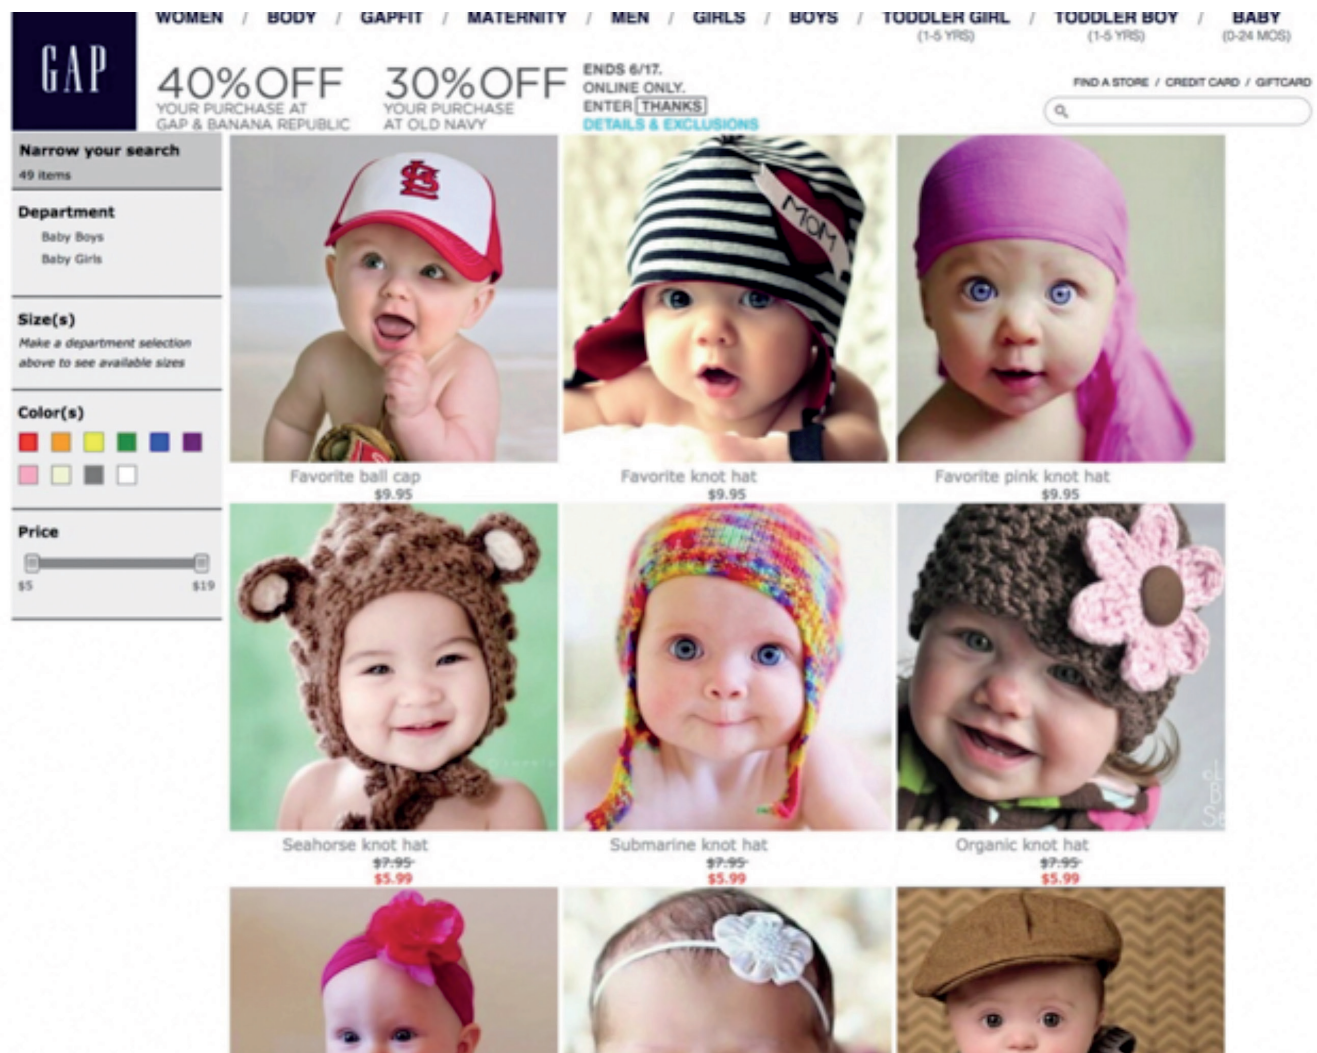 WOMEN / BODY / GAPFIT / MATERNITY / MEN / GIRLS / BOYS / TODDLER GIRL / TODDLER BOY / BABY
(1-5 YRS) (1-5 YRS) (0-24 MOS)
GAP
40%OFF
YOUR PURCHASE AT
GAP & BANANA REPUBLIC
30%OFF
YOUR PURCHASE
AT OLD NAVY
ENDS 6/17.
ONLINE ONLY.
ENTER THANKS
DETAILS & EXCLUSIONS
FIND A STORE / CREDIT CARD / GIFTCARD
Narrow your search
49 items
Department
Baby Boys
Baby Girls
Size(s)
Make a department selection
above to see available sizes
Color(s)
Price
$5 $19
MOM
Favorite ball cap
$9.95
Favorite knot hat
$9.95
Favorite pink knot hat
$9.95
Seahorse knot hat
$7.95
$5.99
Submarine knot hat
$7.95
$5.99
Organic knot hat
$7.95
$5.99